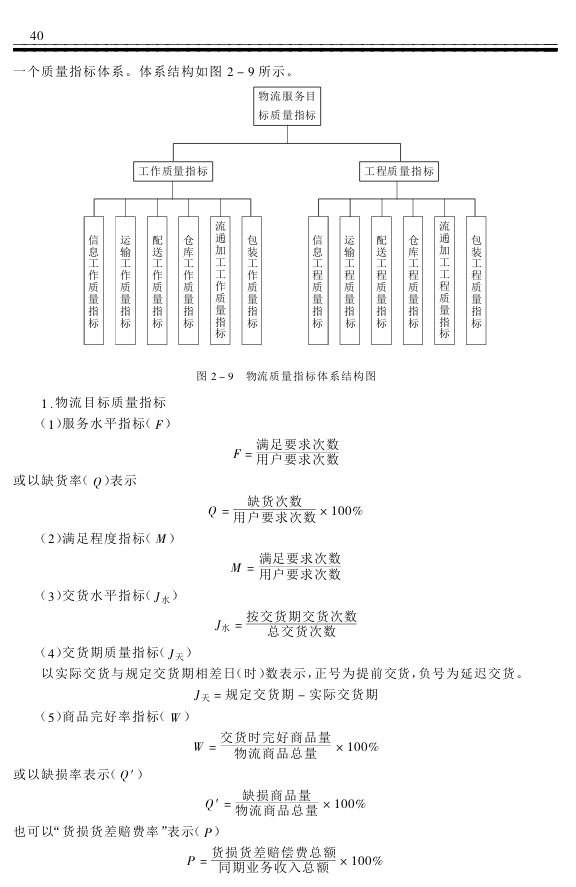 40
一个质量指标体系。体系结构如图 2－9 所示。
物流服务目
标质量指标
工作质量指标
工程质量指标
信息工作质量指标
运输工作质量指标
配送工作质量指标
仓库工作质量指标
流通加工工作质量指标
包装工作质量指标
信息工程质量指标
运输工程质量指标
配送工程质量指标
仓库工程质量指标
流通加工工程质量指标
包装工程质量指标
图 2－9　物流质量指标体系结构图
1.物流目标质量指标
（1）服务水平指标（F）
F = 满足要求次数 / 用户要求次数
或以缺货率（Q）表示
Q = 缺货次数 / 用户要求次数 × 100%
（2）满足程度指标（M）
M = 满足要求次数 / 用户要求次数
（3）交货水平指标（J水）
J水 = 按交货期交货次数 / 总交货次数
（4）交货期质量指标（J天）
以实际交货与规定交货期相差日（时）数表示，正号为提前交货，负号为延迟交货。
J天 = 规定交货期 － 实际交货期
（5）商品完好率指标（W）
W = 交货时完好商品量 / 物流商品总量 × 100%
或以缺损率表示（Q′）
Q′ = 缺损商品量 / 物流商品总量 × 100%
也可以“货损货差赔费率”表示（P）
P = 货损货差赔偿费总额 / 同期业务收入总额 × 100%